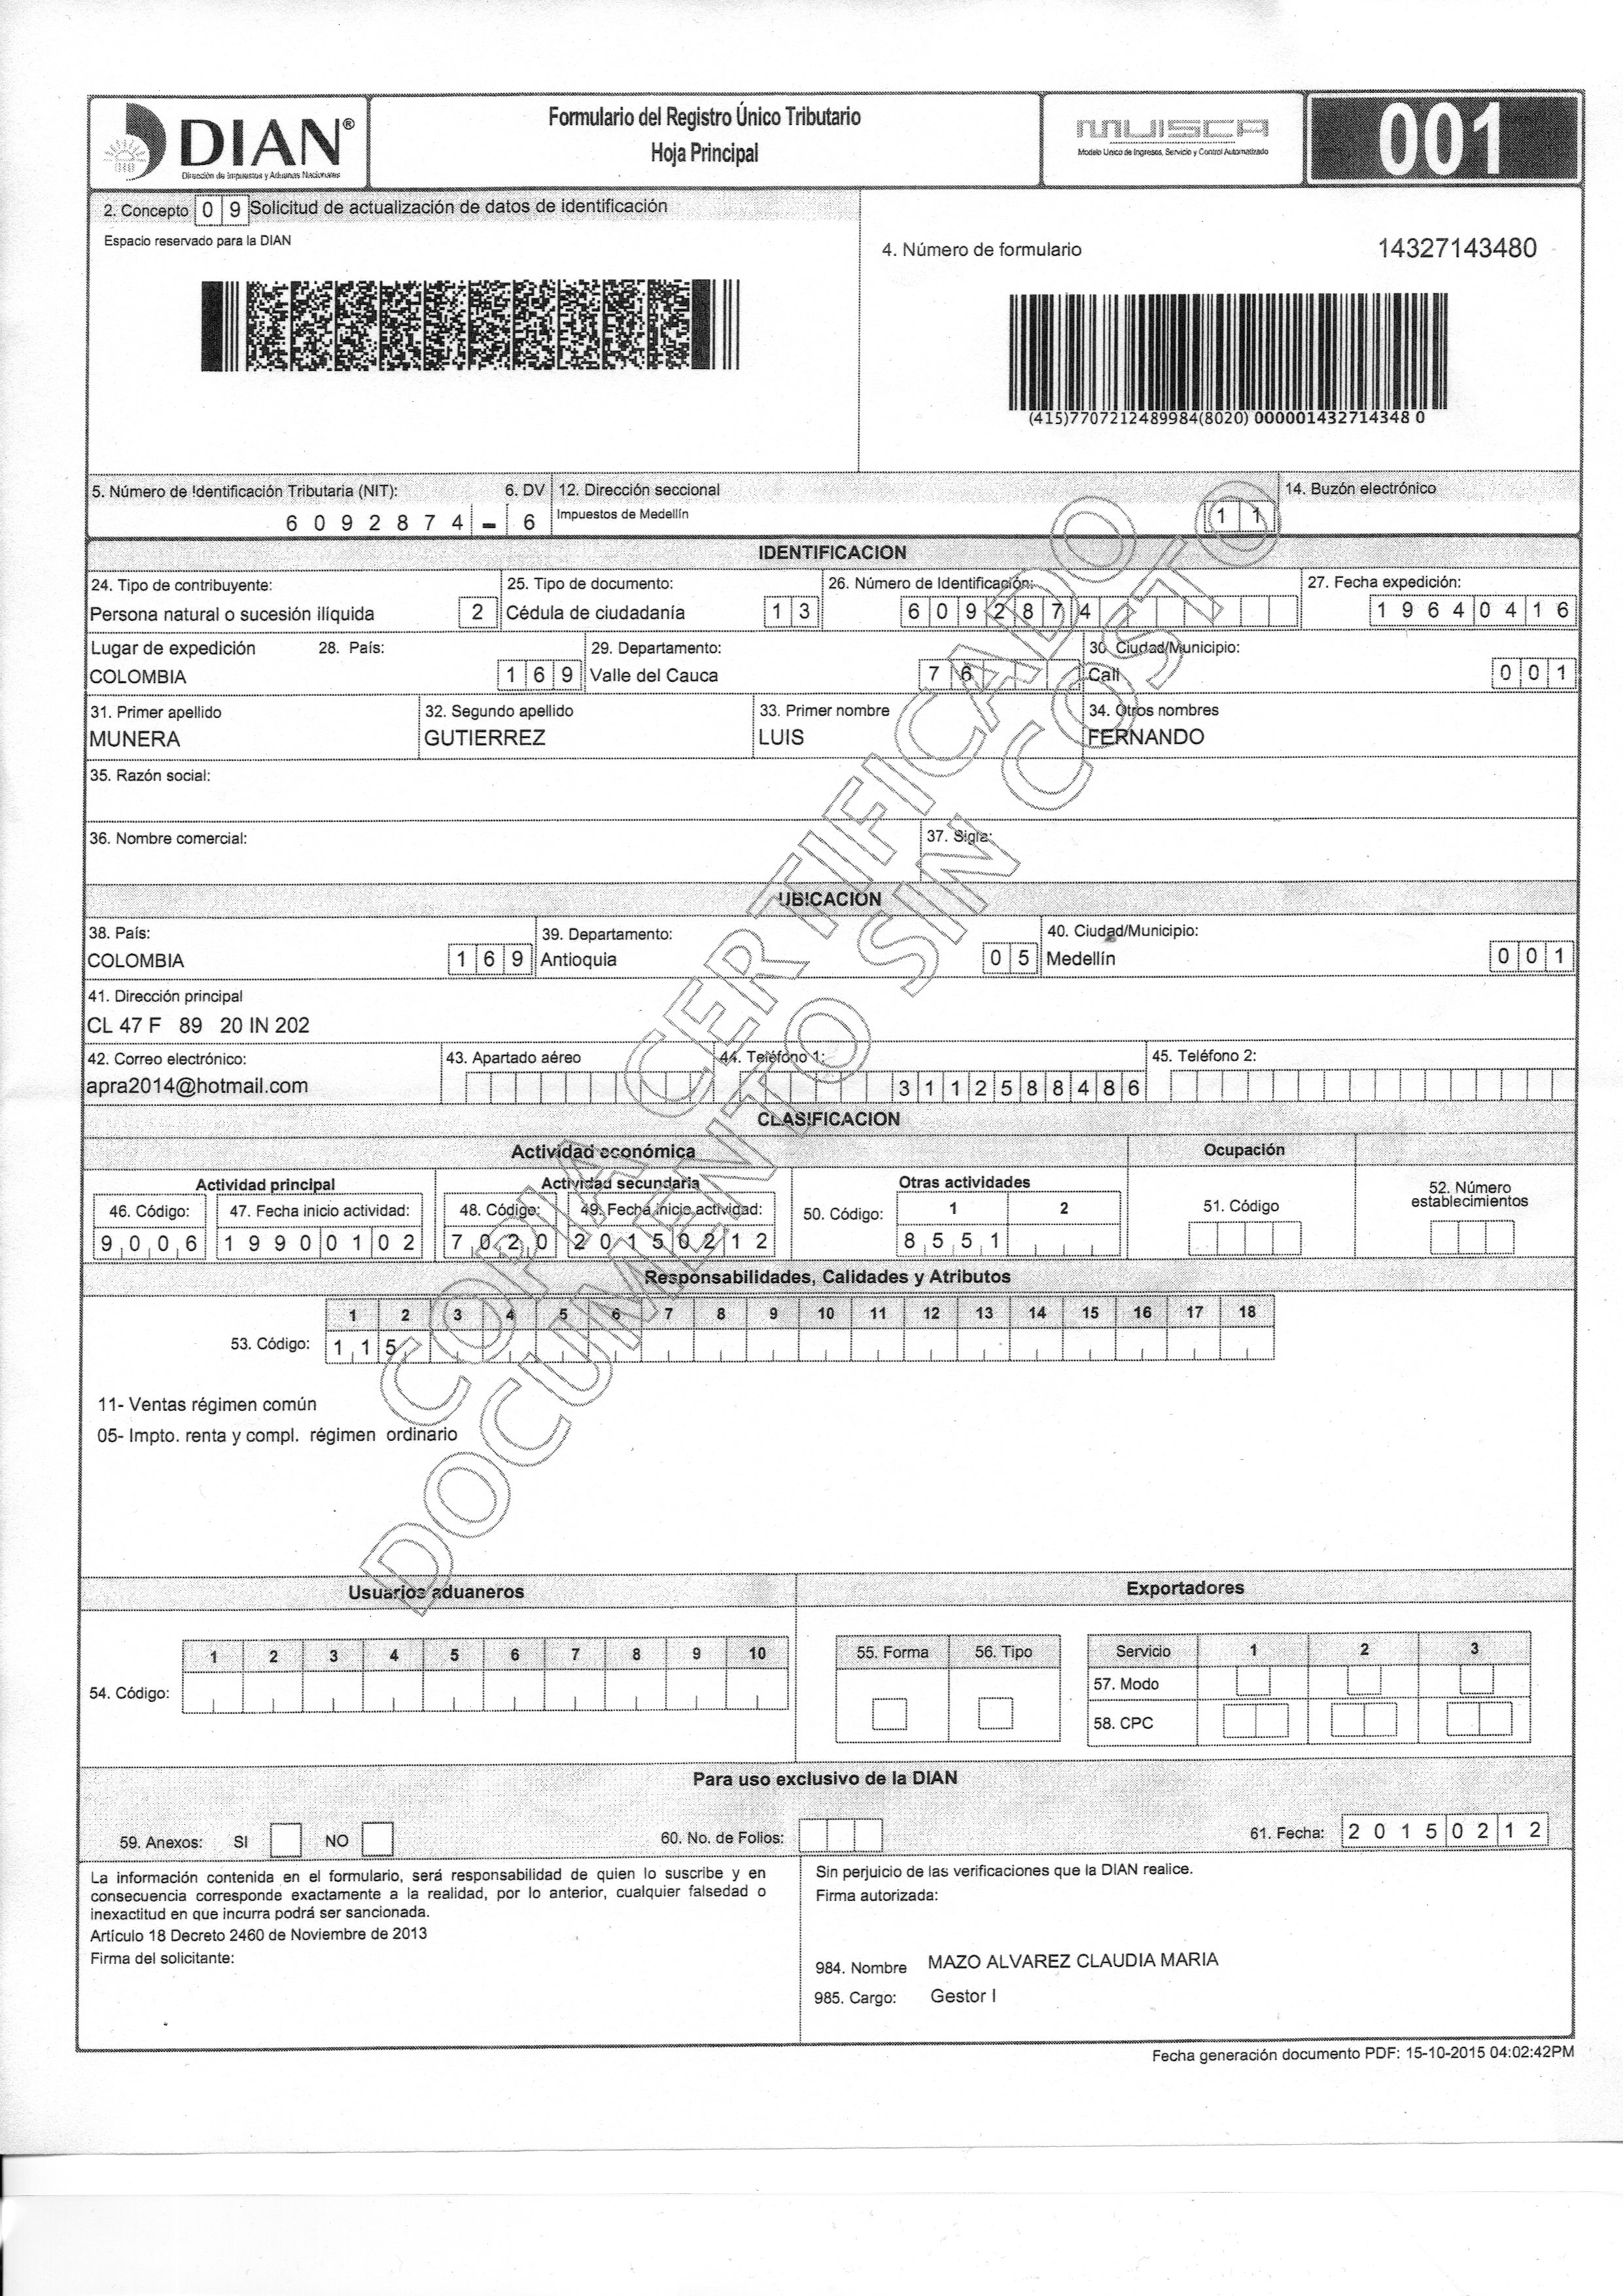 DIAN®
Dirección de Impuestos y Aduanas Nacionales
Formulario del Registro Único Tributario
Hoja Principal
MUISCA
Modelo Unico de Ingresos, Servicio y Control Automatizado
001
2. Concepto 0 9 Solicitud de actualización de datos de identificación
Espacio reservado para la DIAN
4. Número de formulario 14327143480
(415)7707212489984(8020) 000001432714348 0
5. Número de Identificación Tributaria (NIT): 6. DV 12. Dirección seccional 14. Buzón electrónico
6 0 9 2 8 7 4 - 6 Impuestos de Medellín 1 1
IDENTIFICACION
24. Tipo de contribuyente: 25. Tipo de documento: 26. Número de Identificación: 27. Fecha expedición:
Persona natural o sucesión ilíquida 2 Cédula de ciudadanía 1 3 6 0 9 2 8 7 4 1 9 6 4 0 4 1 6
Lugar de expedición 28. País: 29. Departamento: 30. Ciudad/Municipio:
COLOMBIA 1 6 9 Valle del Cauca 7 6 Cali 0 0 1
31. Primer apellido 32. Segundo apellido 33. Primer nombre 34. Otros nombres
MUNERA GUTIERREZ LUIS FERNANDO
35. Razón social:
36. Nombre comercial: 37. Sigla:
UBICACION
38. País: 39. Departamento: 40. Ciudad/Municipio:
COLOMBIA 1 6 9 Antioquia 0 5 Medellín 0 0 1
41. Dirección principal
CL 47 F 89 20 IN 202
42. Correo electrónico: 43. Apartado aéreo 44. Teléfono 1: 45. Teléfono 2:
apra2014@hotmail.com 3 1 1 2 5 8 8 4 8 6
CLASIFICACION
Actividad económica Ocupación
Actividad principal Actividad secundaria Otras actividades 52. Número establecimientos
46. Código: 47. Fecha inicio actividad: 48. Código: 49. Fecha inicio actividad: 50. Código: 1 2 51. Código
9 0 0 6 1 9 9 0 0 1 0 2 7 0 2 0 2 0 1 5 0 2 1 2 8 5 5 1
Responsabilidades, Calidades y Atributos
1 2 3 4 5 6 7 8 9 10 11 12 13 14 15 16 17 18
53. Código: 1 1 5
11- Ventas régimen común
05- Impto. renta y compl. régimen ordinario
COPIA CERTIFICADO
DOCUMENTO SIN COSTO
Usuarios aduaneros Exportadores
1 2 3 4 5 6 7 8 9 10 55. Forma 56. Tipo Servicio 1 2 3
54. Código: 57. Modo
58. CPC
Para uso exclusivo de la DIAN
59. Anexos: SI NO 60. No. de Folios: 61. Fecha: 2 0 1 5 0 2 1 2
La información contenida en el formulario, será responsabilidad de quien lo suscribe y en
consecuencia corresponde exactamente a la realidad, por lo anterior, cualquier falsedad o
inexactitud en que incurra podrá ser sancionada.
Artículo 18 Decreto 2460 de Noviembre de 2013
Firma del solicitante:
Sin perjuicio de las verificaciones que la DIAN realice.
Firma autorizada:
984. Nombre MAZO ALVAREZ CLAUDIA MARIA
985. Cargo: Gestor I
Fecha generación documento PDF: 15-10-2015 04:02:42PM